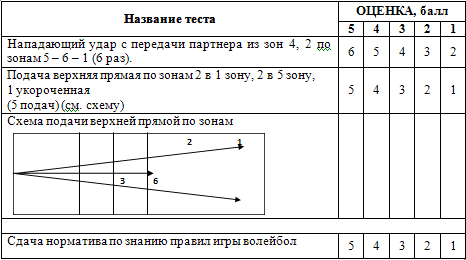 Название теста
ОЦЕНКА, балл
5 4 3 2 1
Нападающий удар с передачи партнера из зон 4, 2 по
зонам 5 – 6 – 1 (6 раз).
6 5 4 3 2
Подача верхняя прямая по зонам 2 в 1 зону, 2 в 5 зону,
1 укороченная
(5 подач) (см. схему)
5 4 3 2 1
Схема подачи верхней прямой по зонам
2 1
3 6
Сдача норматива по знанию правил игры волейбол
5 4 3 2 1